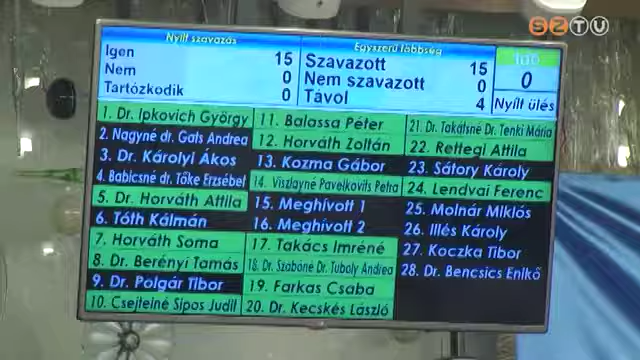 SZTV
Nyílt szavazás
Igen 15
Nem 0
Tartózkodik 0
Egyszerű többség
Szavazott 15
Nem szavazott 0
Távol 4
Idő
0
Nyílt ülés
1. Dr. Ipkovich György
2. Nagyné dr. Gats Andrea
3. Dr. Károlyi Ákos
4. Babicsné dr. Tőke Erzsébet
5. Dr. Horváth Attila
6. Tóth Kálmán
7. Horváth Soma
8. Dr. Berényi Tamás
9. Dr. Polgár Tibor
10. Csejteiné Sipos Judit
11. Balassa Péter
12. Horváth Zoltán
13. Kozma Gábor
14. Viszlayné Pavelkovits Petra
15. Meghívott 1
16. Meghívott 2
17. Takács Imréné
18. Dr. Szabóné Dr. Tuboly Andrea
19. Farkas Csaba
20. Dr. Kecskés László
21. Dr. Takátsné Dr. Tenki Mária
22. Rettegi Attila
23. Sátory Károly
24. Lendvai Ferenc
25. Molnár Miklós
26. Illés Károly
27. Koczka Tibor
28. Dr. Bencsics Enikő